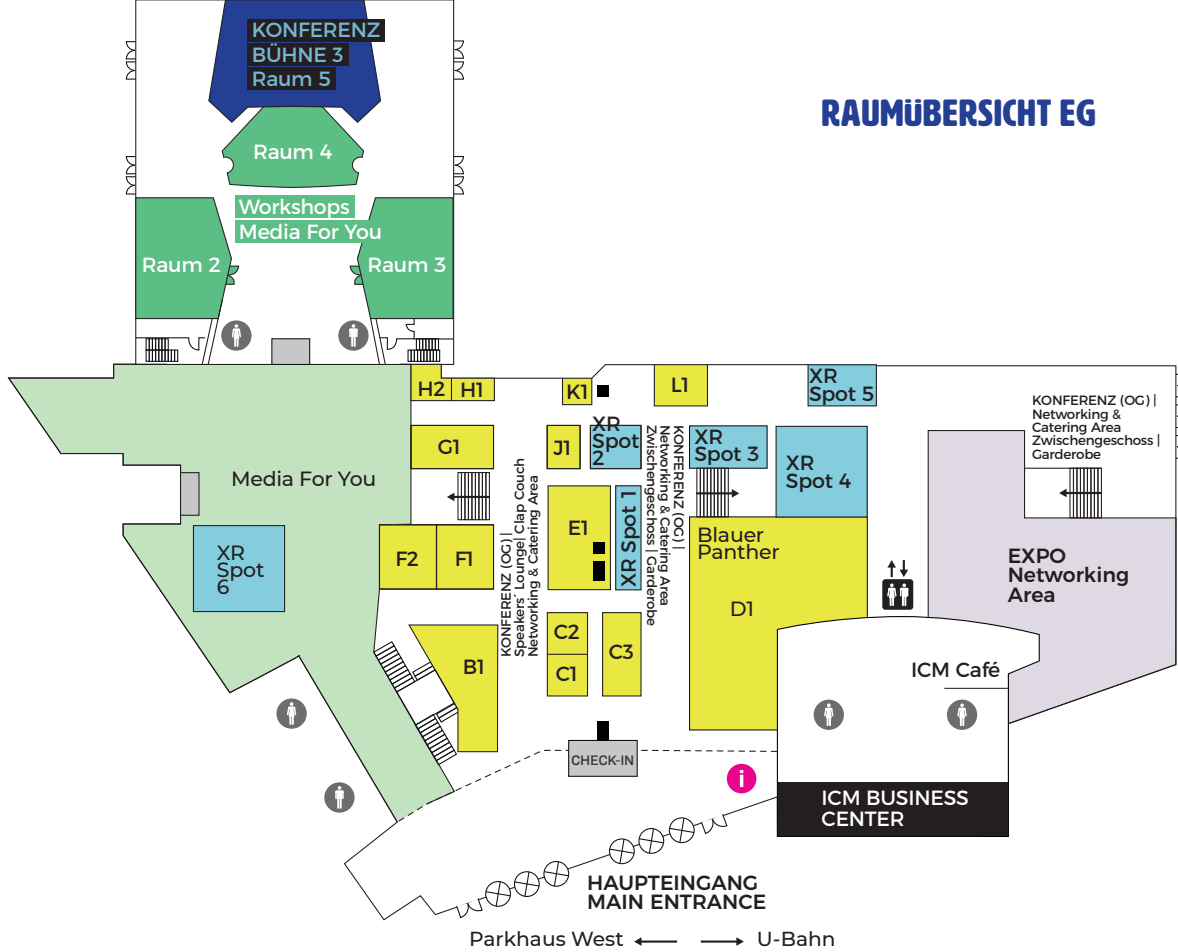 KONFERENZ
BÜHNE 3
Raum 5
RAUMÜBERSICHT EG
Raum 4
Workshops
Media For You
Raum 2
Raum 3
H2
H1
K1
L1
XR
Spot 5
KONFERENZ (OG) |
Networking &
Catering Area
Zwischengeschoss |
Garderobe
G1
J1
XR
Spot
2
KONFERENZ (OG) |
Networking & Catering Area
Zwischengeschoss | Garderobe
XR
Spot 3
XR
Spot 4
Media For You
XR
Spot
6
F2
F1
KONFERENZ (OG) |
Speakers´ Lounge| Clap Couch
Networking & Catering Area
E1
XR Spot 1
Blauer
Panther
D1
EXPO
Networking
Area
B1
C2
C1
C3
ICM Café
CHECK-IN
i
ICM BUSINESS
CENTER
HAUPTEINGANG
MAIN ENTRANCE
Parkhaus West
U-Bahn